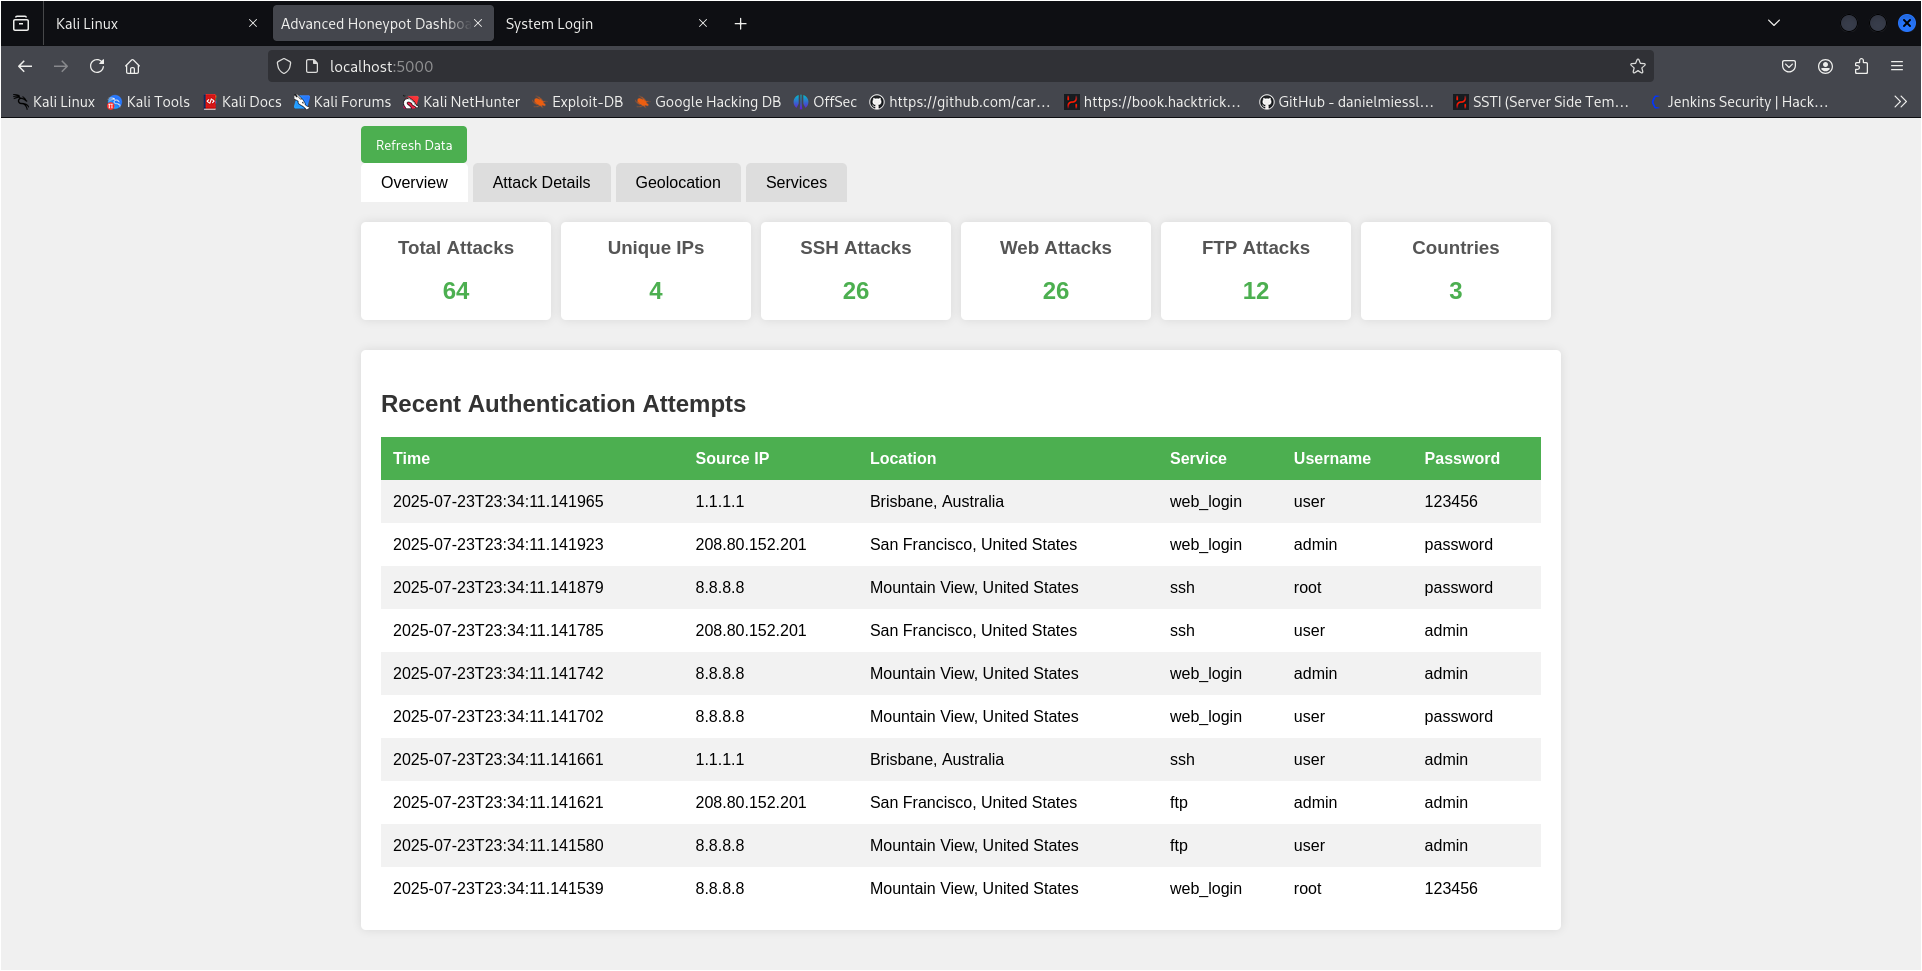 Kali Linux Advanced Honeypot Dashboa System Login
localhost:5000
Kali Linux Kali Tools Kali Docs Kali Forums Kali NetHunter Exploit-DB Google Hacking DB OffSec https://github.com/car… https://book.hacktrick… GitHub - danielmiessl… SSTI (Server Side Tem… Jenkins Security | Hack…
Refresh Data
Overview Attack Details Geolocation Services
Total Attacks Unique IPs SSH Attacks Web Attacks FTP Attacks Countries
64 4 26 26 12 3
Recent Authentication Attempts
Time Source IP Location Service Username Password
2025-07-23T23:34:11.141965 1.1.1.1 Brisbane, Australia web_login user 123456
2025-07-23T23:34:11.141923 208.80.152.201 San Francisco, United States web_login admin password
2025-07-23T23:34:11.141879 8.8.8.8 Mountain View, United States ssh root password
2025-07-23T23:34:11.141785 208.80.152.201 San Francisco, United States ssh user admin
2025-07-23T23:34:11.141742 8.8.8.8 Mountain View, United States web_login admin admin
2025-07-23T23:34:11.141702 8.8.8.8 Mountain View, United States web_login user password
2025-07-23T23:34:11.141661 1.1.1.1 Brisbane, Australia ssh user admin
2025-07-23T23:34:11.141621 208.80.152.201 San Francisco, United States ftp admin admin
2025-07-23T23:34:11.141580 8.8.8.8 Mountain View, United States ftp user admin
2025-07-23T23:34:11.141539 8.8.8.8 Mountain View, United States web_login root 123456